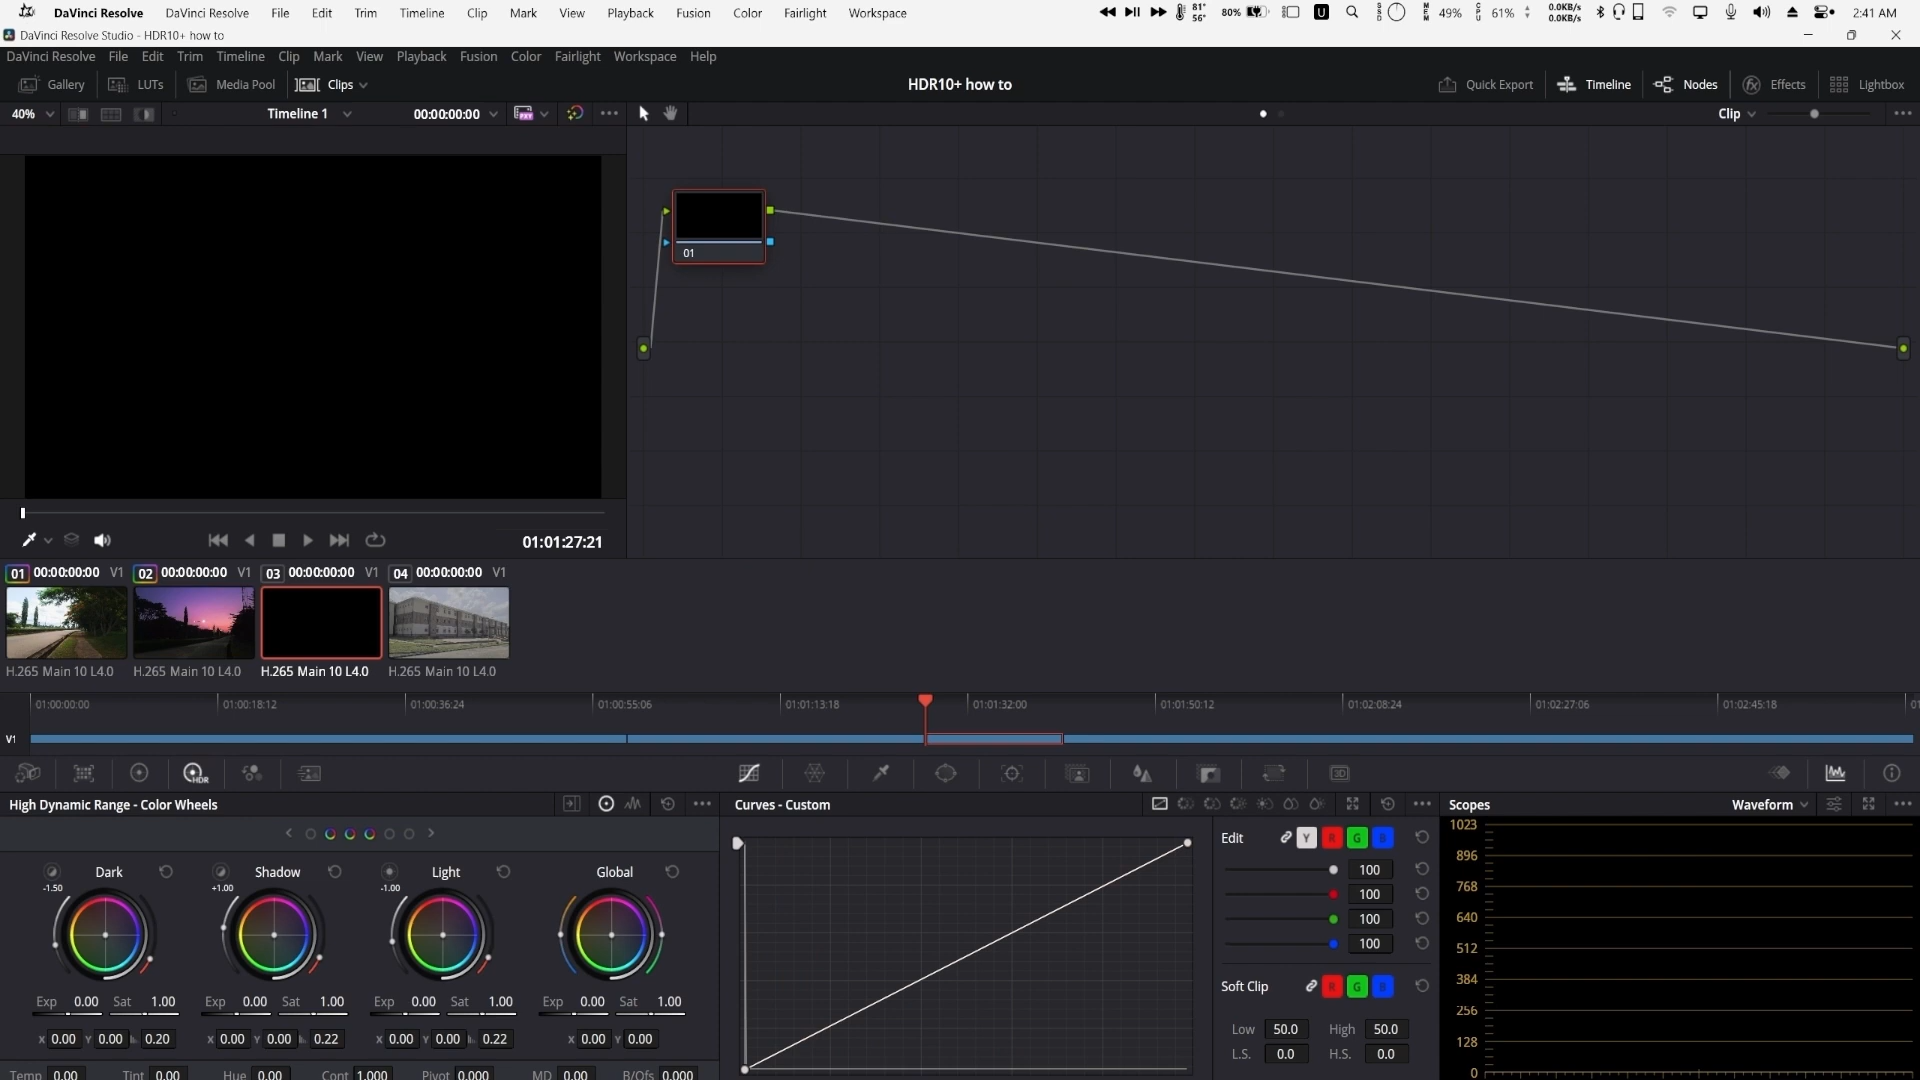 DaVinci Resolve DaVinci Resolve File Edit Trim Timeline Clip Mark View Playback Fusion Color Fairlight Workspace 81° 56° 80% U SSD MEM 49% CPU 61% 0.0KB/s 0.0KB/s 2:41 AM
DaVinci Resolve Studio - HDR10+ how to
DaVinci Resolve File Edit Trim Timeline Clip Mark View Playback Fusion Color Fairlight Workspace Help
Gallery LUTs Media Pool Clips HDR10+ how to Quick Export Timeline Nodes Effects Lightbox
40% Timeline 1 00:00:00:00 Clip
01
01:01:27:21
01 00:00:00:00 V1 02 00:00:00:00 V1 03 00:00:00:00 V1 04 00:00:00:00 V1
H.265 Main 10 L4.0 H.265 Main 10 L4.0 H.265 Main 10 L4.0 H.265 Main 10 L4.0
01:00:00:00 01:00:18:12 01:00:36:24 01:00:55:06 01:01:13:18 01:01:32:00 01:01:50:12 01:02:08:24 01:02:27:06 01:02:45:18
V1
HDR 3D
High Dynamic Range - Color Wheels Curves - Custom Scopes Waveform
1023
Edit Y R G B
896
Dark Shadow Light Global 100
-1.50 +1.00 -1.00
768
100
640
100
512
100
384
Soft Clip R G B
Exp 0.00 Sat 1.00 Exp 0.00 Sat 1.00 Exp 0.00 Sat 1.00 Exp 0.00 Sat 1.00
256
Low 50.0 High 50.0
X 0.00 Y 0.00 0.20 X 0.00 Y 0.00 0.22 X 0.00 Y 0.00 0.22 X 0.00 Y 0.00
128
L.S. 0.0 H.S. 0.0
Temp 0.00 Tint 0.00 Hue 0.00 Cont 1.000 Pivot 0.000 MD 0.00 B/Ofs 0.000
0